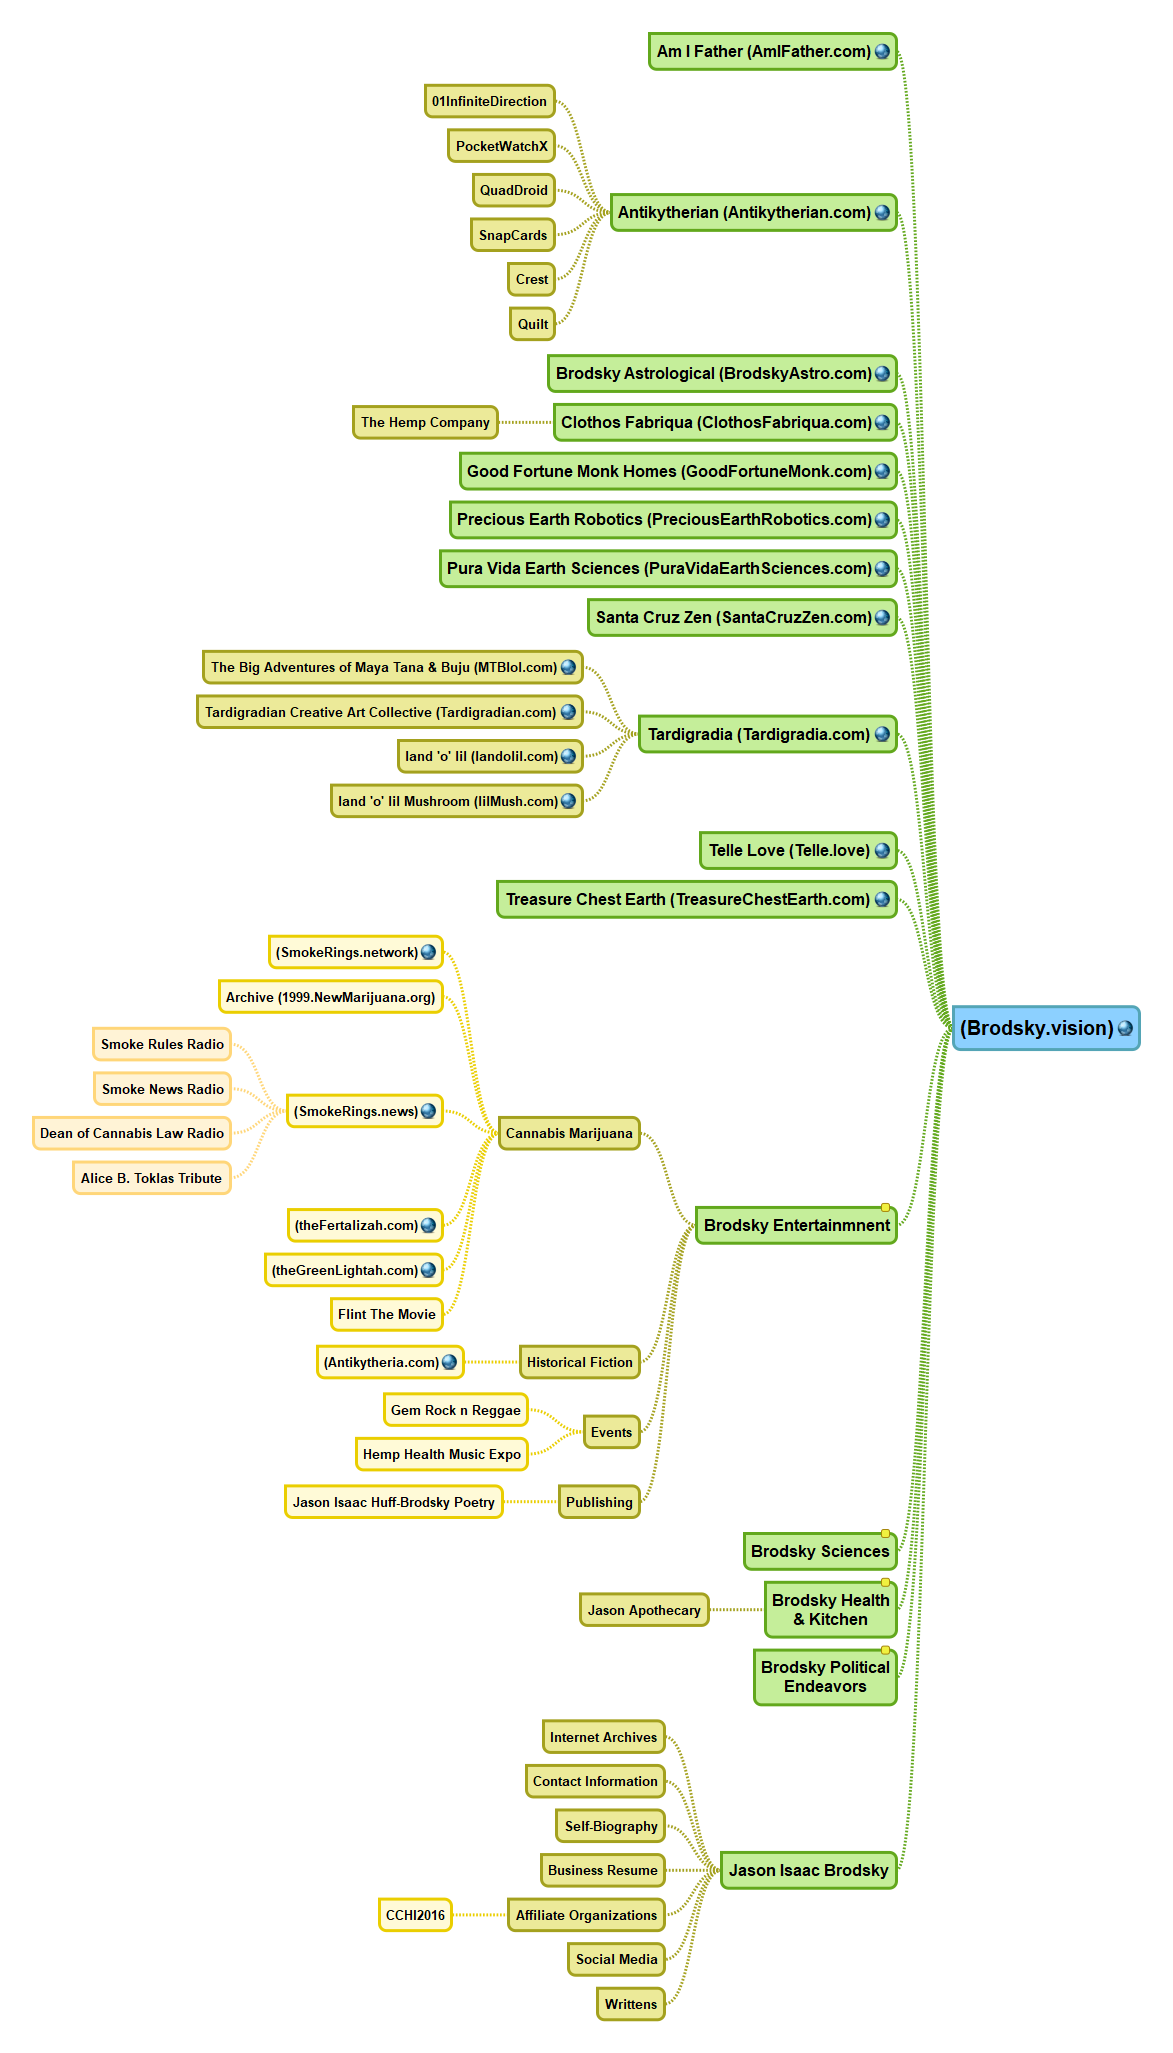 Am I Father (AmIFather.com)
01InfiniteDirection
PocketWatchX
QuadDroid
SnapCards
Crest
Quilt
Antikytherian (Antikytherian.com)
Brodsky Astrological (BrodskyAstro.com)
The Hemp Company
Clothos Fabriqua (ClothosFabriqua.com)
Good Fortune Monk Homes (GoodFortuneMonk.com)
Precious Earth Robotics (PreciousEarthRobotics.com)
Pura Vida Earth Sciences (PuraVidaEarthSciences.com)
Santa Cruz Zen (SantaCruzZen.com)
The Big Adventures of Maya Tana & Buju (MTBlol.com)
Tardigradian Creative Art Collective (Tardigradian.com)
land 'o' lil (landolil.com)
land 'o' lil Mushroom (lilMush.com)
Tardigradia (Tardigradia.com)
Telle Love (Telle.love)
Treasure Chest Earth (TreasureChestEarth.com)
(SmokeRings.network)
Archive (1999.NewMarijuana.org)
Smoke Rules Radio
Smoke News Radio
Dean of Cannabis Law Radio
Alice B. Toklas Tribute
(SmokeRings.news)
(theFertalizah.com)
(theGreenLightah.com)
Flint The Movie
Cannabis Marijuana
(Antikytheria.com)
Historical Fiction
Gem Rock n Reggae
Hemp Health Music Expo
Events
Jason Isaac Huff-Brodsky Poetry
Publishing
Brodsky Entertainmnent
(Brodsky.vision)
Brodsky Sciences
Jason Apothecary
Brodsky Health
& Kitchen
Brodsky Political
Endeavors
Internet Archives
Contact Information
Self-Biography
Business Resume
CCHI2016
Affiliate Organizations
Social Media
Writtens
Jason Isaac Brodsky